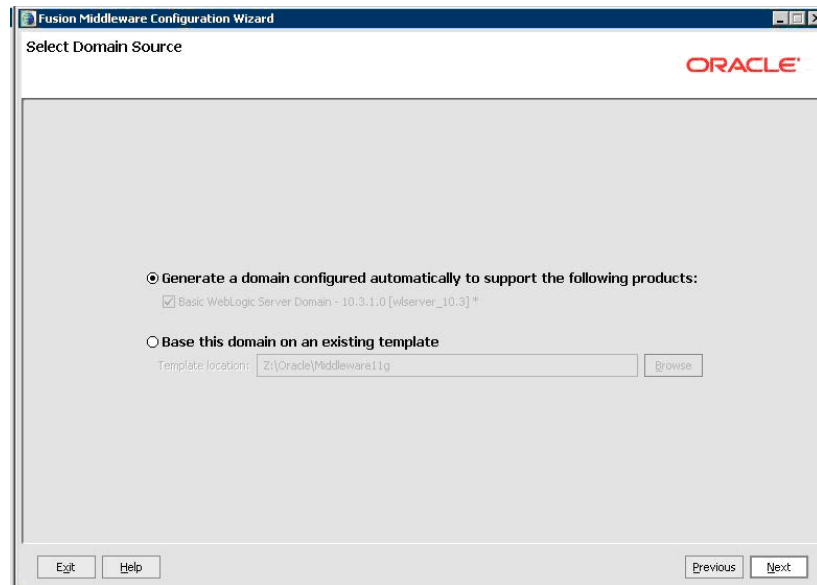 Fusion Middleware Configuration Wizard
Select Domain Source
ORACLE
Generate a domain configured automatically to support the following products:
Basic WebLogic Server Domain - 10.3.1.0 [wlserver_10.3] *
Base this domain on an existing template
Template location: Z:\Oracle\Middleware11g Browse
Exit Help Previous Next